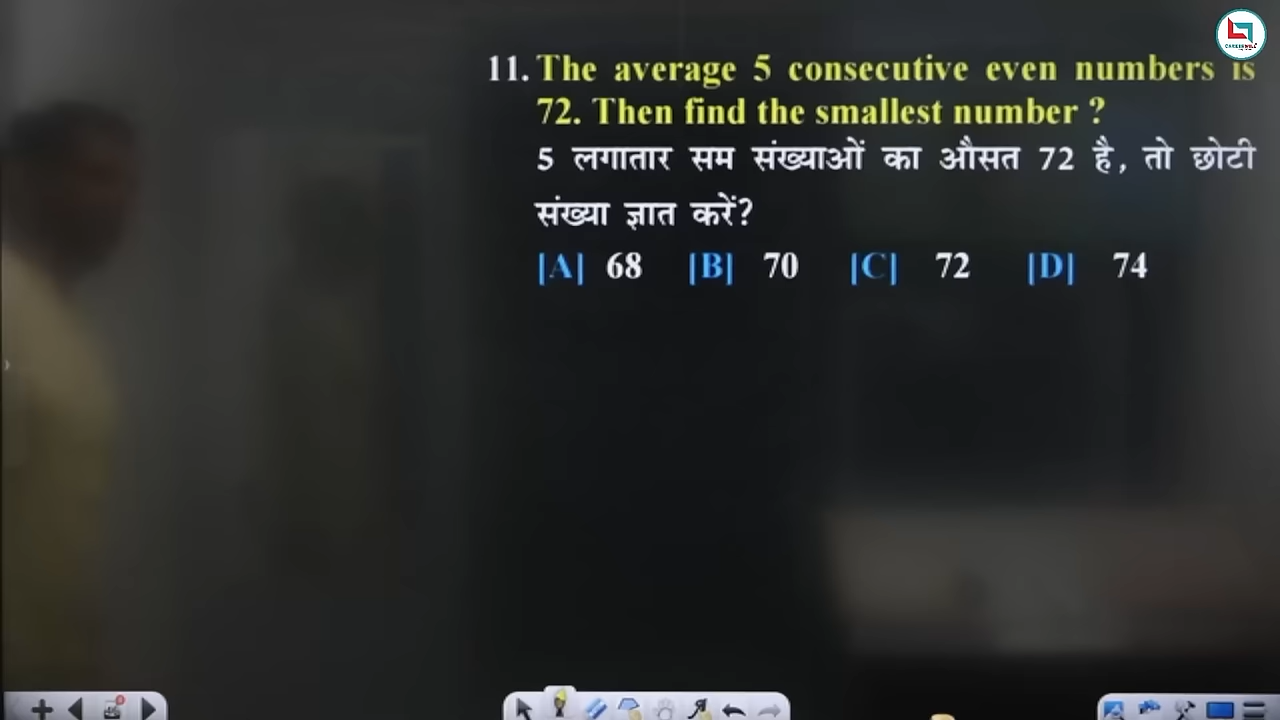 11. The average 5 consecutive even numbers is
72. Then find the smallest number ?
5 लगातार सम संख्याओं का औसत 72 है, तो छोटी
संख्या ज्ञात करें?
[A] 68 [B] 70 [C] 72 [D] 74
CAREERWILL